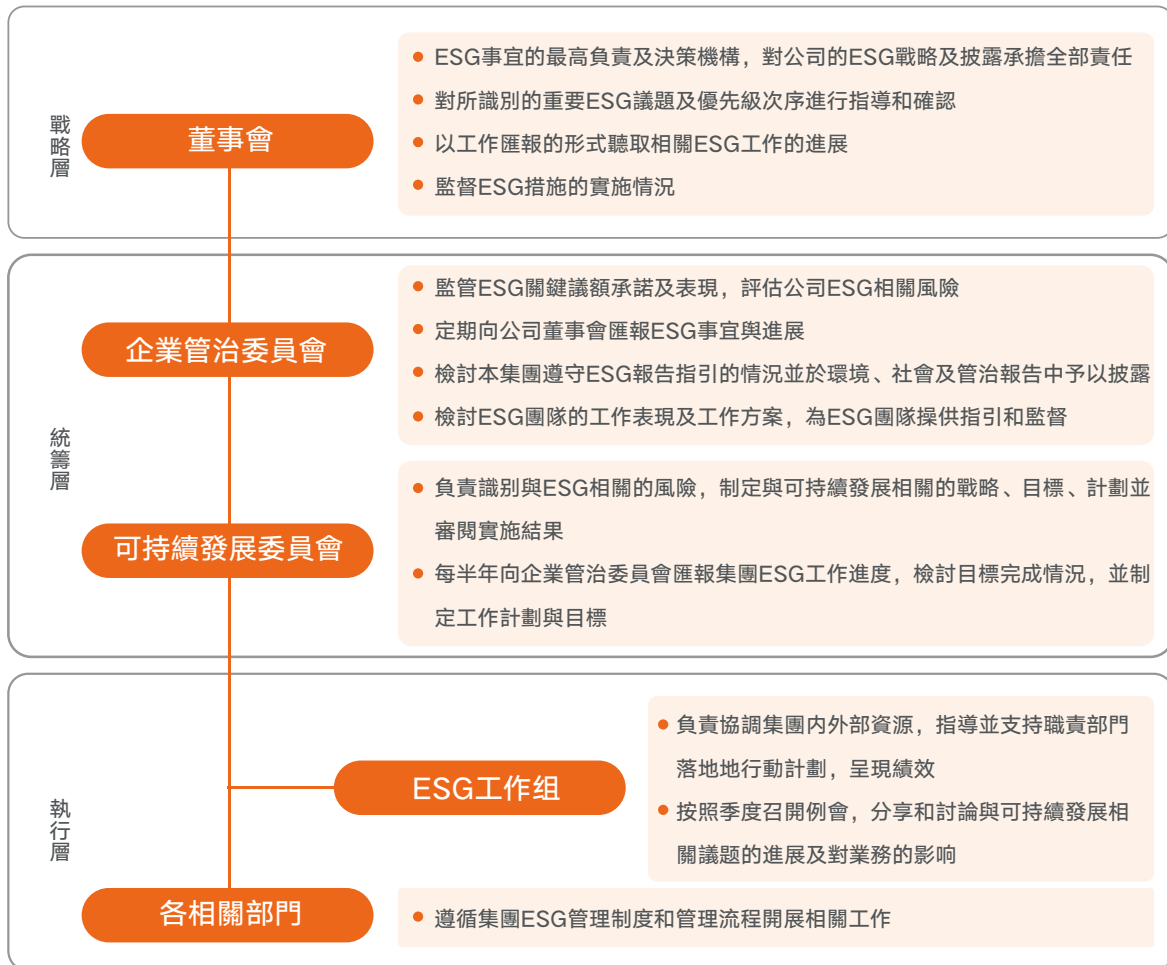 戰略層
董事會
ESG事宜的最高負責及決策機構，對公司的ESG戰略及披露承擔全部責任
對所識別的重要ESG議題及優先級次序進行指導和確認
以工作匯報的形式聽取相關ESG工作的進展
監督ESG措施的實施情況
統籌層
企業管治委員會
監管ESG關鍵議額承諾及表現，評估公司ESG相關風險
定期向公司董事會匯報ESG事宜與進展
檢討本集團遵守ESG報告指引的情況並於環境、社會及管治報告中予以披露
檢討ESG團隊的工作表現及工作方案，為ESG團隊操供指引和監督
可持續發展委員會
負責識別與ESG相關的風險，制定與可持續發展相關的戰略、目標、計劃並
審閱實施結果
每半年向企業管治委員會匯報集團ESG工作進度，檢討目標完成情況，並制
定工作計劃與目標
執行層
ESG工作组
負責協調集團内外部資源，指導並支持職責部門
落地地行動計劃，呈現績效
按照季度召開例會，分享和討論與可持續發展相
關議题的進展及對業務的影响
各相關部門
遵循集團ESG管理制度和管理流程開展相關工作